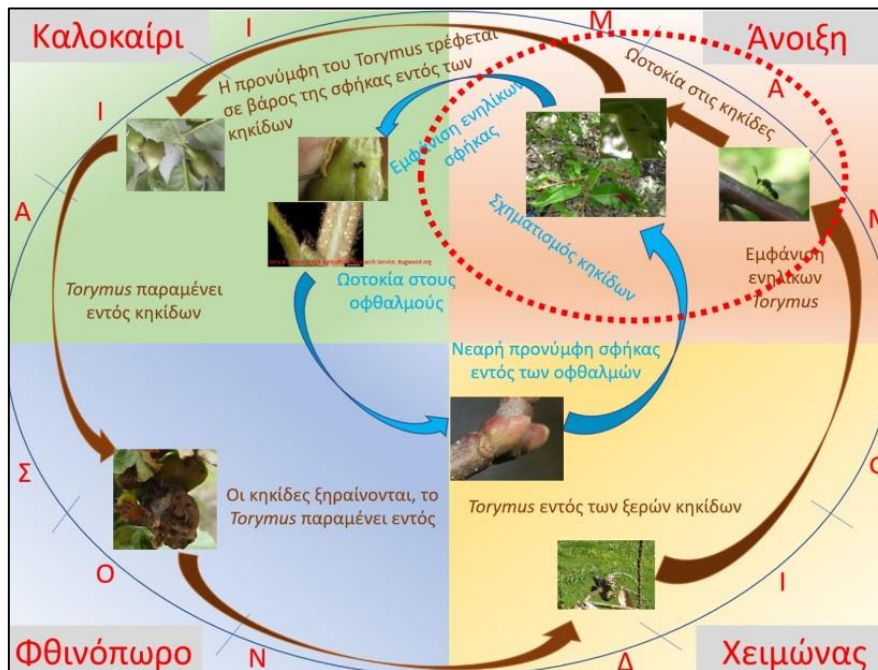 Καλοκαίρι
Ι
Μ
Άνοιξη
Α
Μ
Ι
Α
Η προνύμφη του Torymus τρέφεται
σε βάρος της σφήκας εντός των
κηκίδων
Εμφάνιση ενηλίκων
σφήκας
Ωοτοκία στις κηκίδες
Σχηματισμός κηκίδων
Εμφάνιση
ενηλίκων
Torymus
Ωοτοκία στους
οφθαλμούς
Torymus παραμένει
εντός κηκίδων
Νεαρή προνύμφη σφήκας
εντός των οφθαλμών
Σ
Ο
Ν
Οι κηκίδες ξηραίνονται, το
Torymus παραμένει εντός
Torymus εντός των ξερών κηκίδων
Φ
Ι
Δ
Φθινόπωρο
Χειμώνας